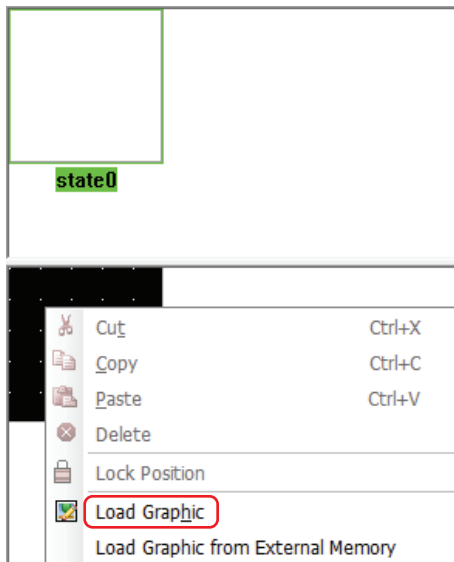 state0
Cut Ctrl+X
Copy Ctrl+C
Paste Ctrl+V
Delete
Lock Position
Load Graphic
Load Graphic from External Memory